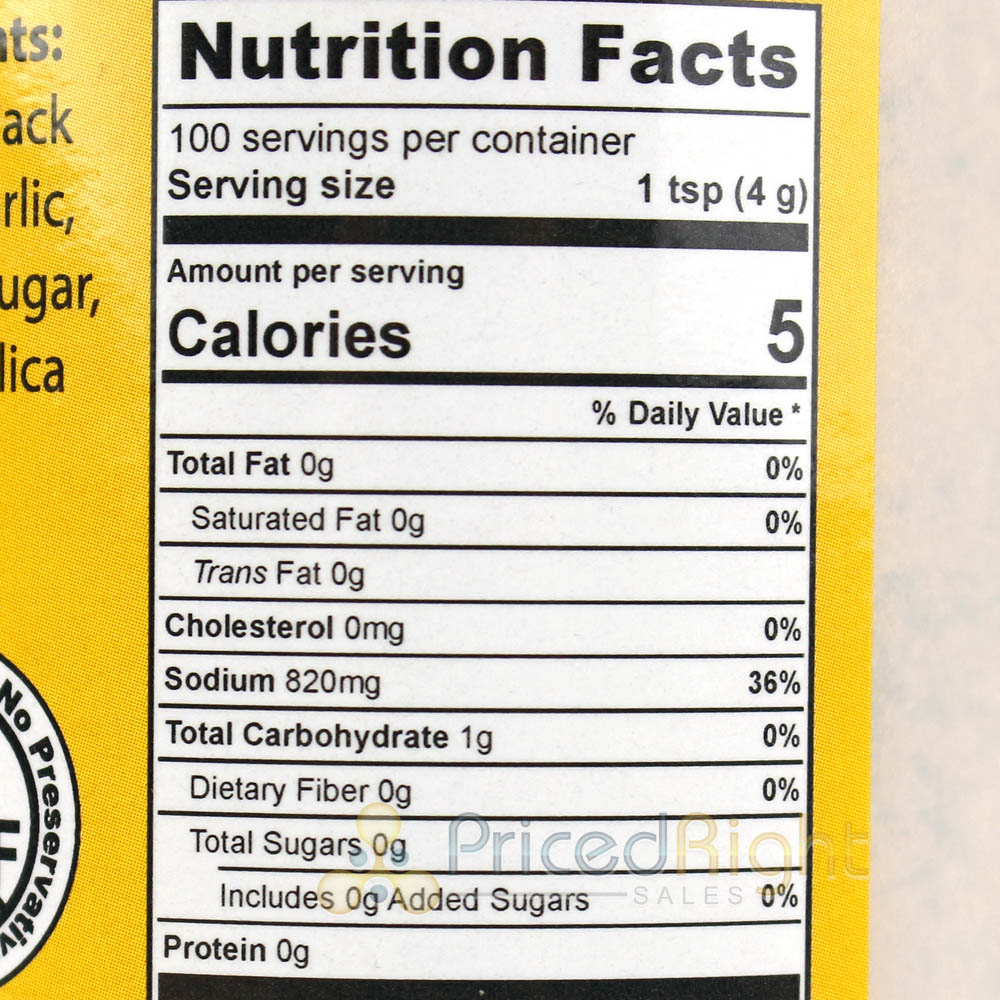 nts:
ack
rlic,
ugar,
lica
Nutrition Facts
100 servings per container
Serving size 1 tsp (4 g)
Amount per serving
Calories 5
% Daily Value *
Total Fat 0g 0%
Saturated Fat 0g 0%
Trans Fat 0g
Cholesterol 0mg 0%
Sodium 820mg 36%
Total Carbohydrate 1g 0%
Dietary Fiber 0g 0%
Total Sugars 0g
Includes 0g Added Sugars 0%
Protein 0g
No Preservativ
PricedRight
SALES